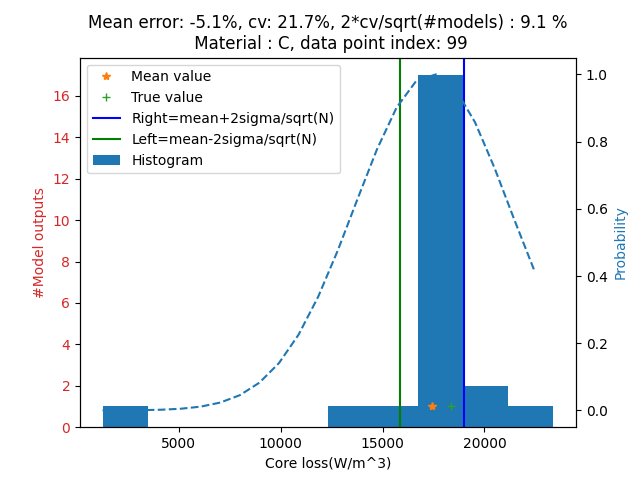 Mean error: -5.1%, cv: 21.7%, 2*cv/sqrt(#models) : 9.1 %
Material : C, data point index: 99
Mean value
True value
Right=mean+2sigma/sqrt(N)
Left=mean-2sigma/sqrt(N)
Histogram
#Model outputs
16
14
12
10
8
6
4
2
0
1.0
0.8
0.6
0.4
0.2
0.0
Probability
5000 10000 15000 20000
Core loss(W/m^3)